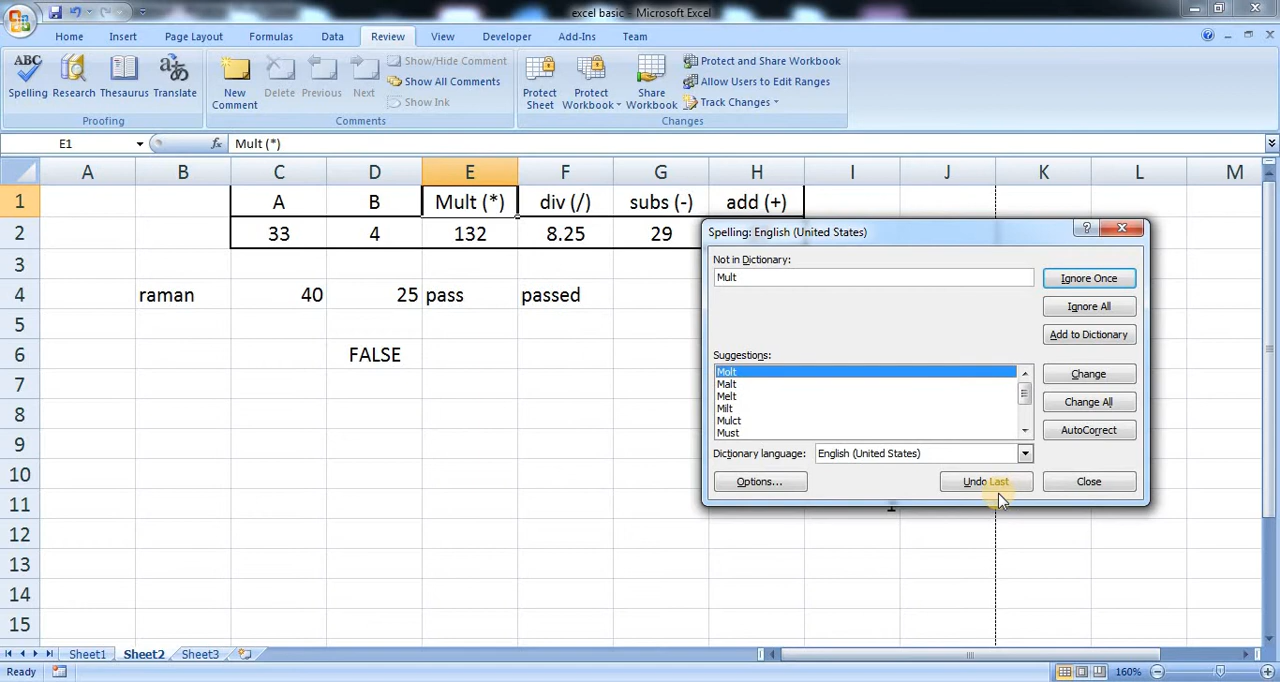 excel basic - Microsoft Excel
Home Insert Page Layout Formulas Data Review View Developer Add-Ins Team
ABC
Spelling Research Thesaurus Translate
Proofing
New Comment Delete Previous Next
Show/Hide Comment
Show All Comments
Show Ink
Comments
Protect Sheet Protect Workbook Share Workbook
Protect and Share Workbook
Allow Users to Edit Ranges
Track Changes
Changes
E1 fx Mult (*)
A B C D E F G H I J K L M
1 A B Mult (*) div (/) subs (-) add (+)
2 33 4 132 8.25 29
3
4 raman 40 25 pass passed
5
6 FALSE
7
8
9
10
11
12
13
14
15
Spelling: English (United States)
Not in Dictionary:
Mult
Ignore Once
Ignore All
Add to Dictionary
Suggestions:
Molt
Malt
Melt
Milt
Mulct
Must
Change
Change All
AutoCorrect
Dictionary language: English (United States)
Options... Undo Last Close
Sheet1 Sheet2 Sheet3
Ready 160%